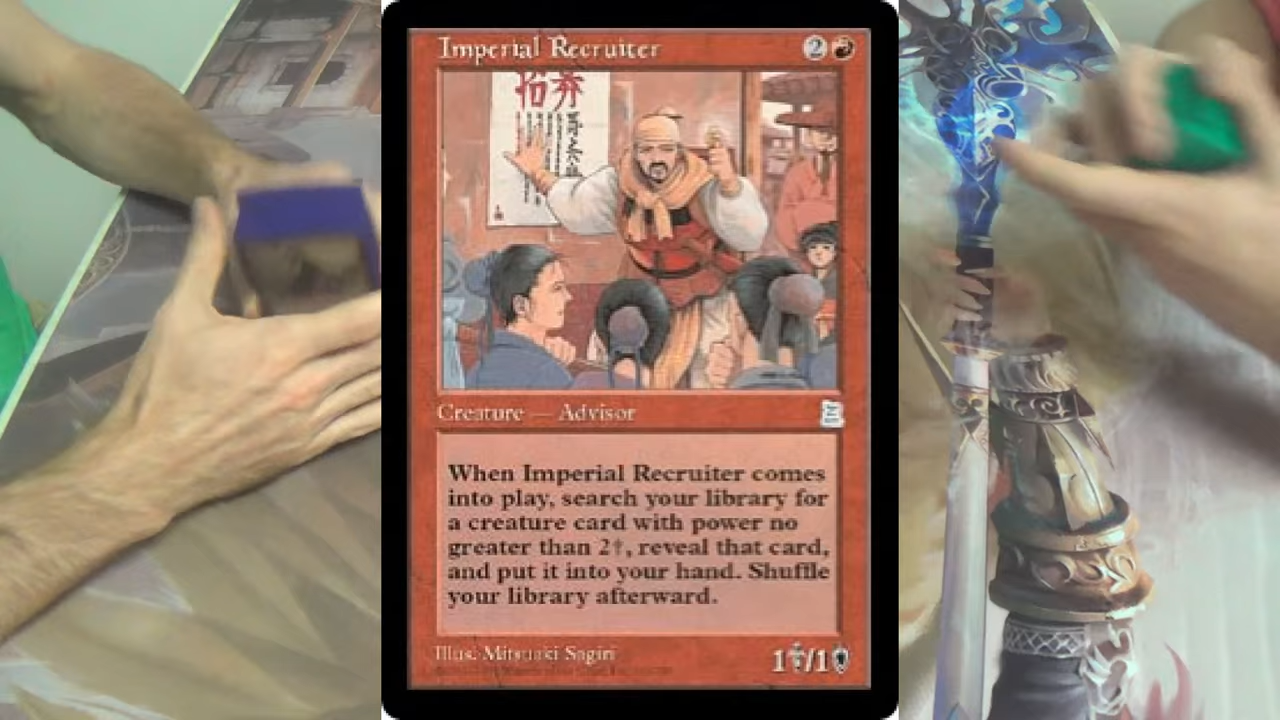 Imperial Recruiter 2
Creature — Advisor
When Imperial Recruiter comes
into play, search your library for
a creature card with power no
greater than 2, reveal that card,
and put it into your hand. Shuffle
your library afterward.
Illus. Mitsuaki Sagiri
1/1